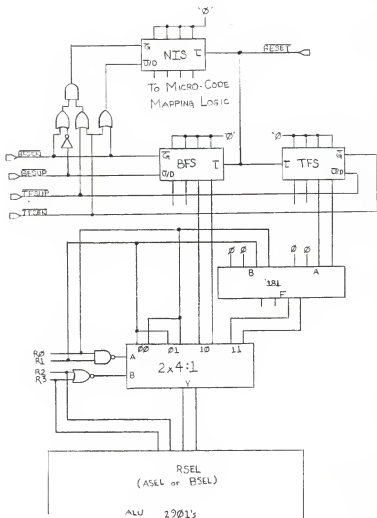 'Ø'
G
NIS
L
RESET
U/D
TO MICRO-CODE
MAPPING LOGIC
'Ø'
'Ø
G
U/D
BFS
L
L
TFS
G
U/D
BFSUP
TFSUP
TFSEN
Ø Ø
Ø Ø
B
A
'181
F
RØ
R1
A
ØØ
Ø1
1Ø
11
2x4:1
R2
R3
B
Y
RSEL
(ASEL or BSEL)
ALU 29Ø1's